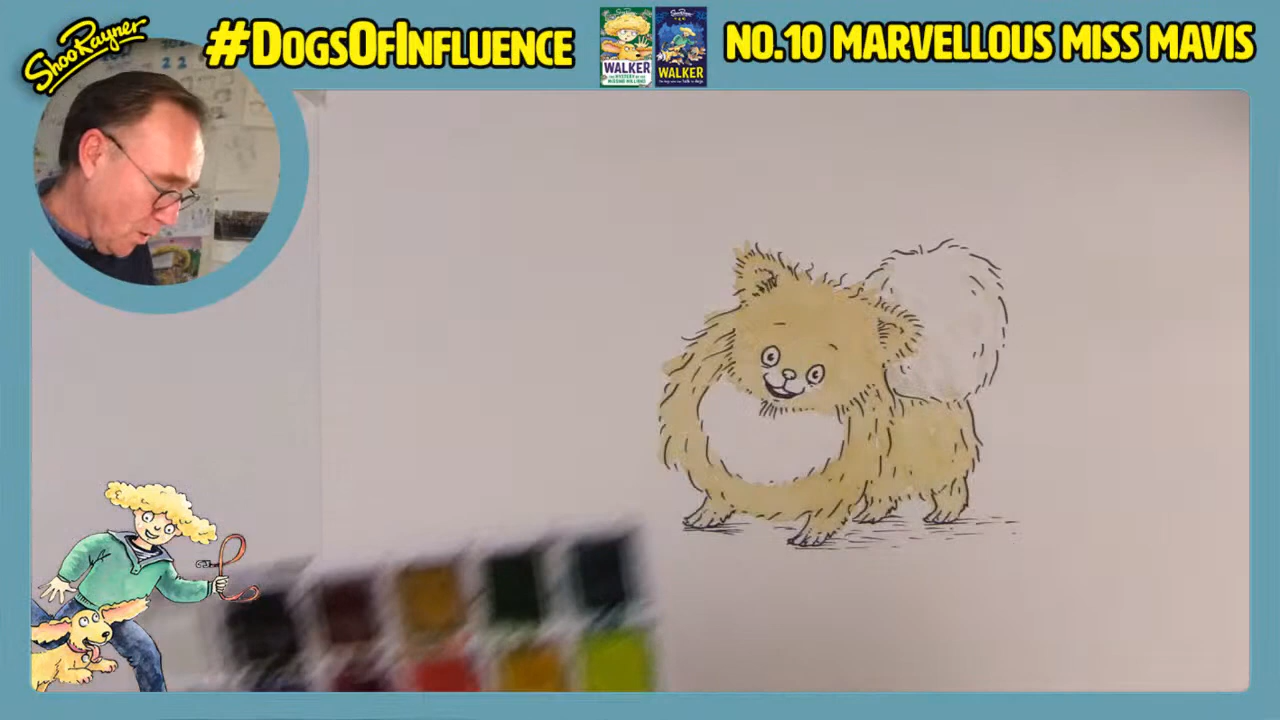 Shoo Rayner
#DOGSOFINFLUENCE
WALKER
WALKER
NO.10 MARVELLOUS MISS MAVIS